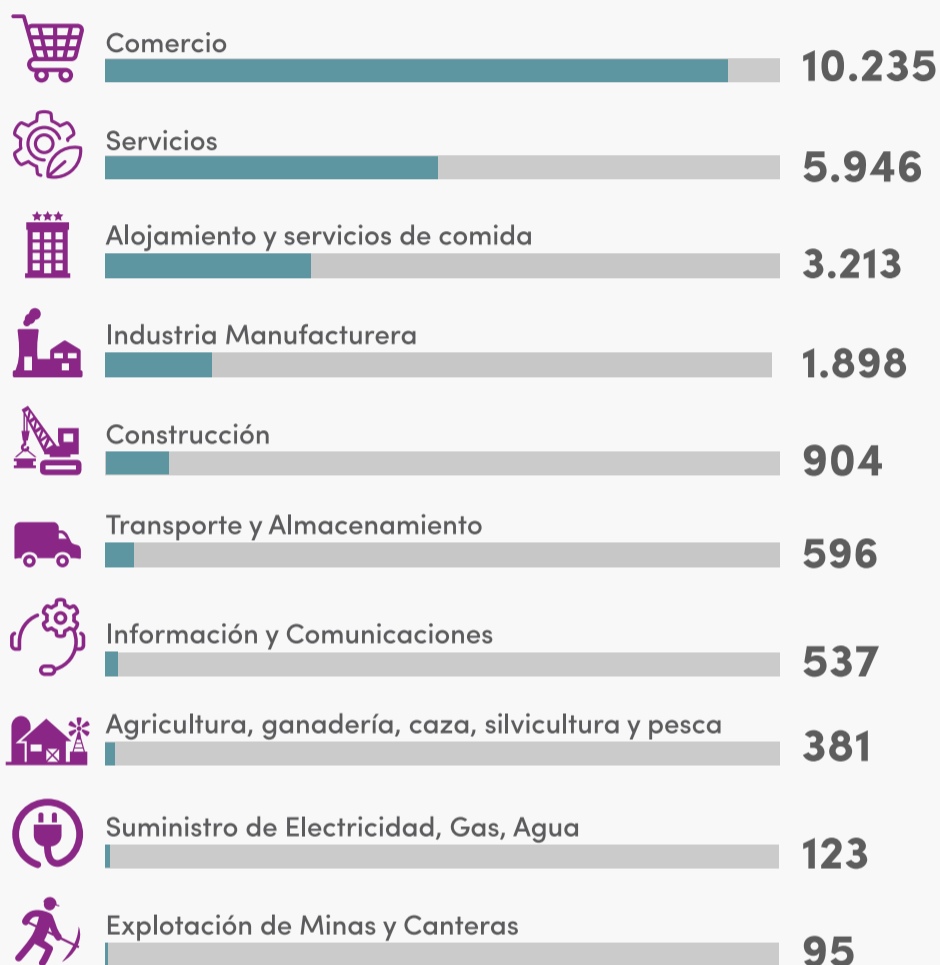 Comercio
10.235
Servicios
5.946
Alojamiento y servicios de comida
3.213
Industria Manufacturera
1.898
Construcción
904
Transporte y Almacenamiento
596
Información y Comunicaciones
537
Agricultura, ganadería, caza, silvicultura y pesca
381
Suministro de Electricidad, Gas, Agua
123
Explotación de Minas y Canteras
95